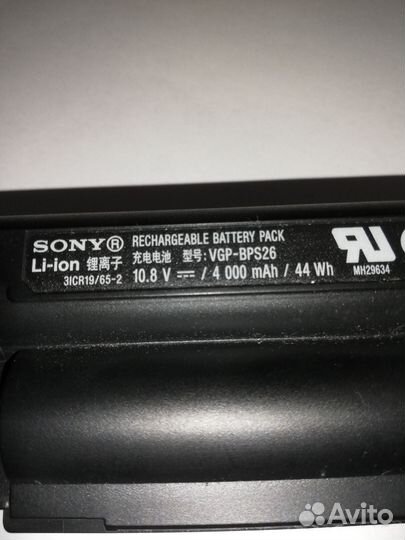 SONY® RECHARGEABLE BATTERY PACK
Li-ion 锂离子 充电电池 型号: VGP-BPS26
3ICR19/65-2 10.8 V ⎓ / 4 000 mAh / 44 Wh
RU
MH29634
Avito